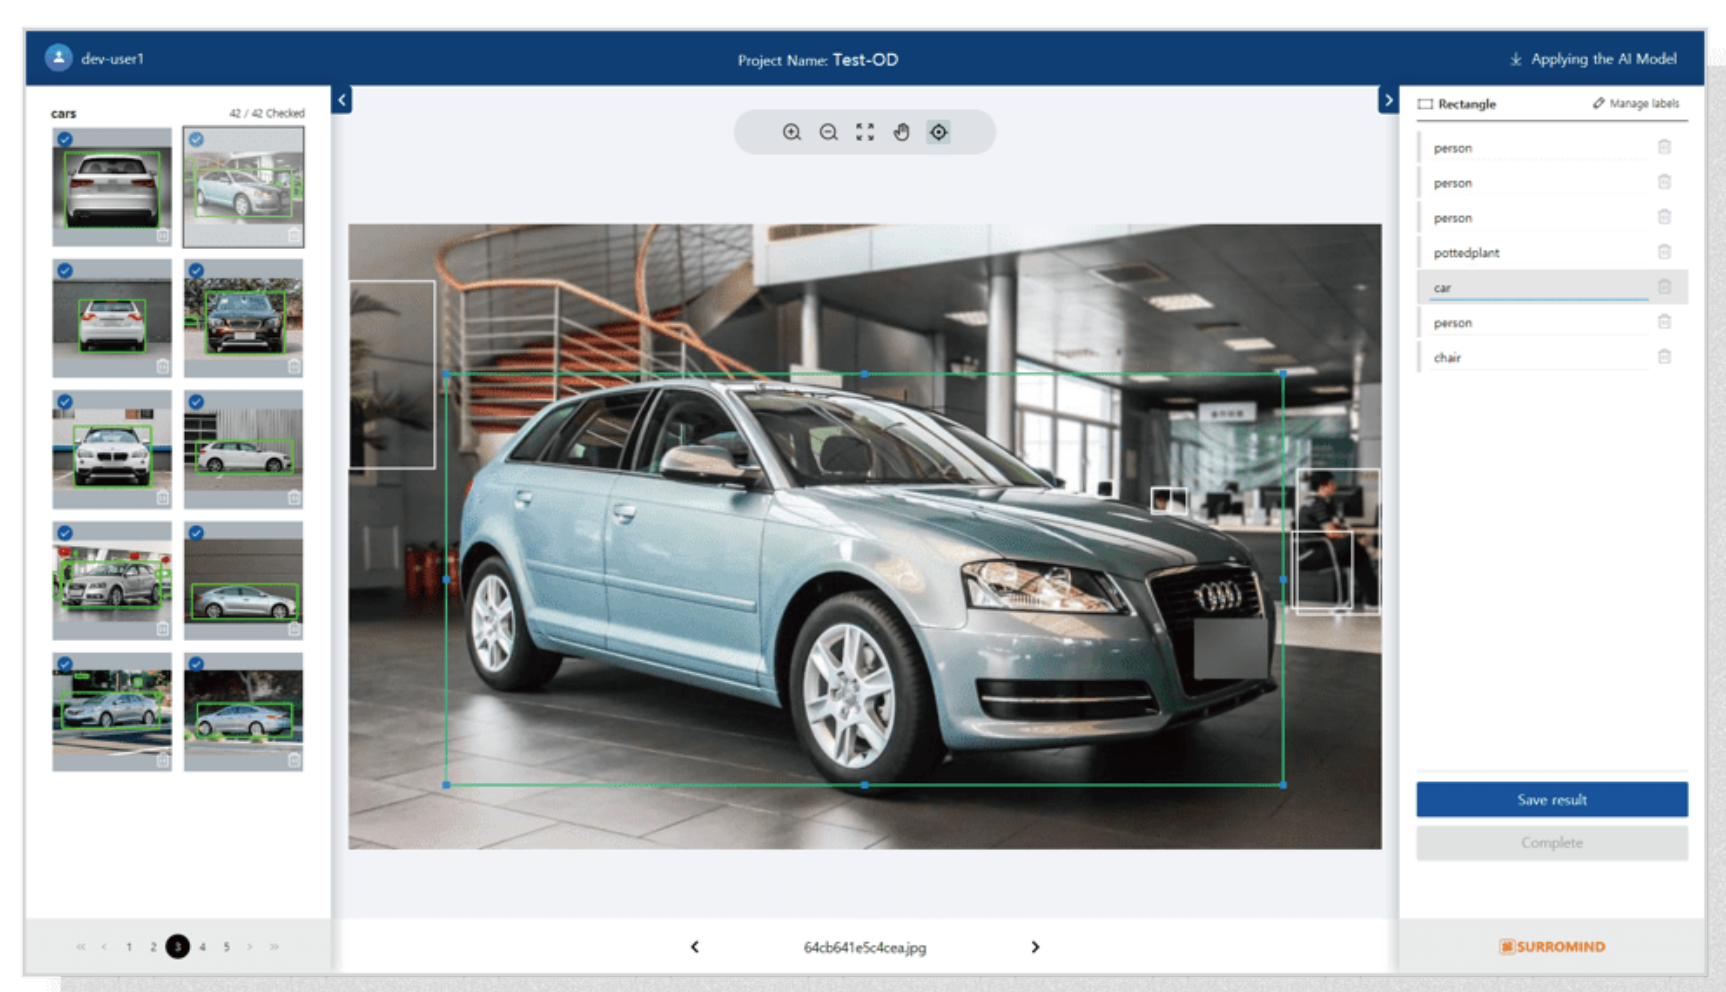 dev-user1
Project Name: Test-OD
Applying the AI Model
cars
42 / 42 Checked
Rectangle
Manage labels
person
person
person
pottedplant
car
person
chair
Save result
Complete
« < 1 2 3 4 5 > »
64cb641e5c4cea.jpg
SURROMIND